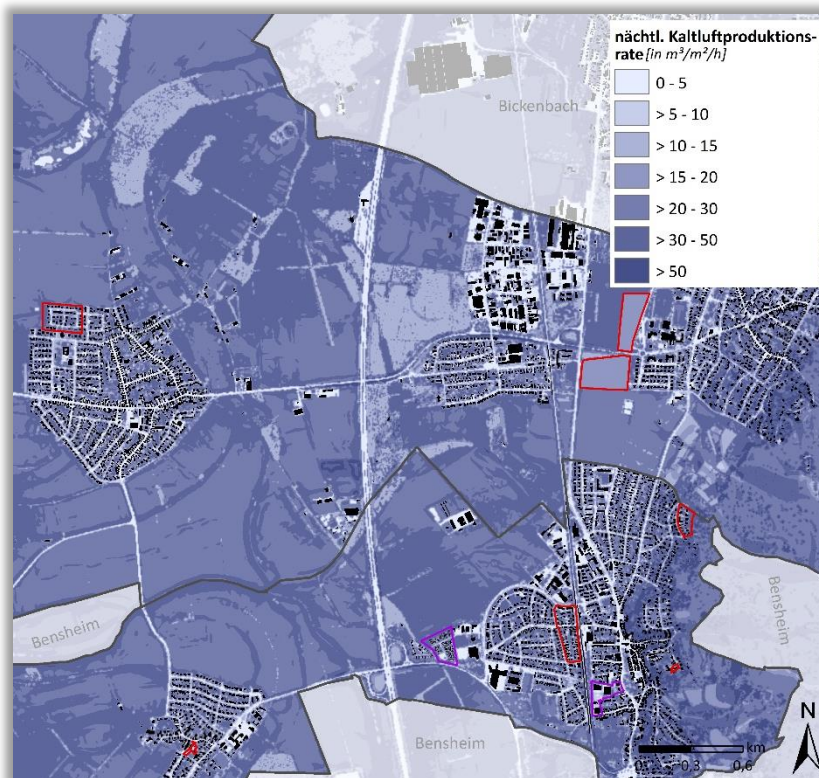 nächtl. Kaltluftproduktions-
rate [in m³/m²/h]
0 - 5
> 5 - 10
> 10 - 15
> 15 - 20
> 20 - 30
> 30 - 50
> 50
Bickenbach
Bensheim
Bensheim
Bensheim
N
km
0,3 0,6